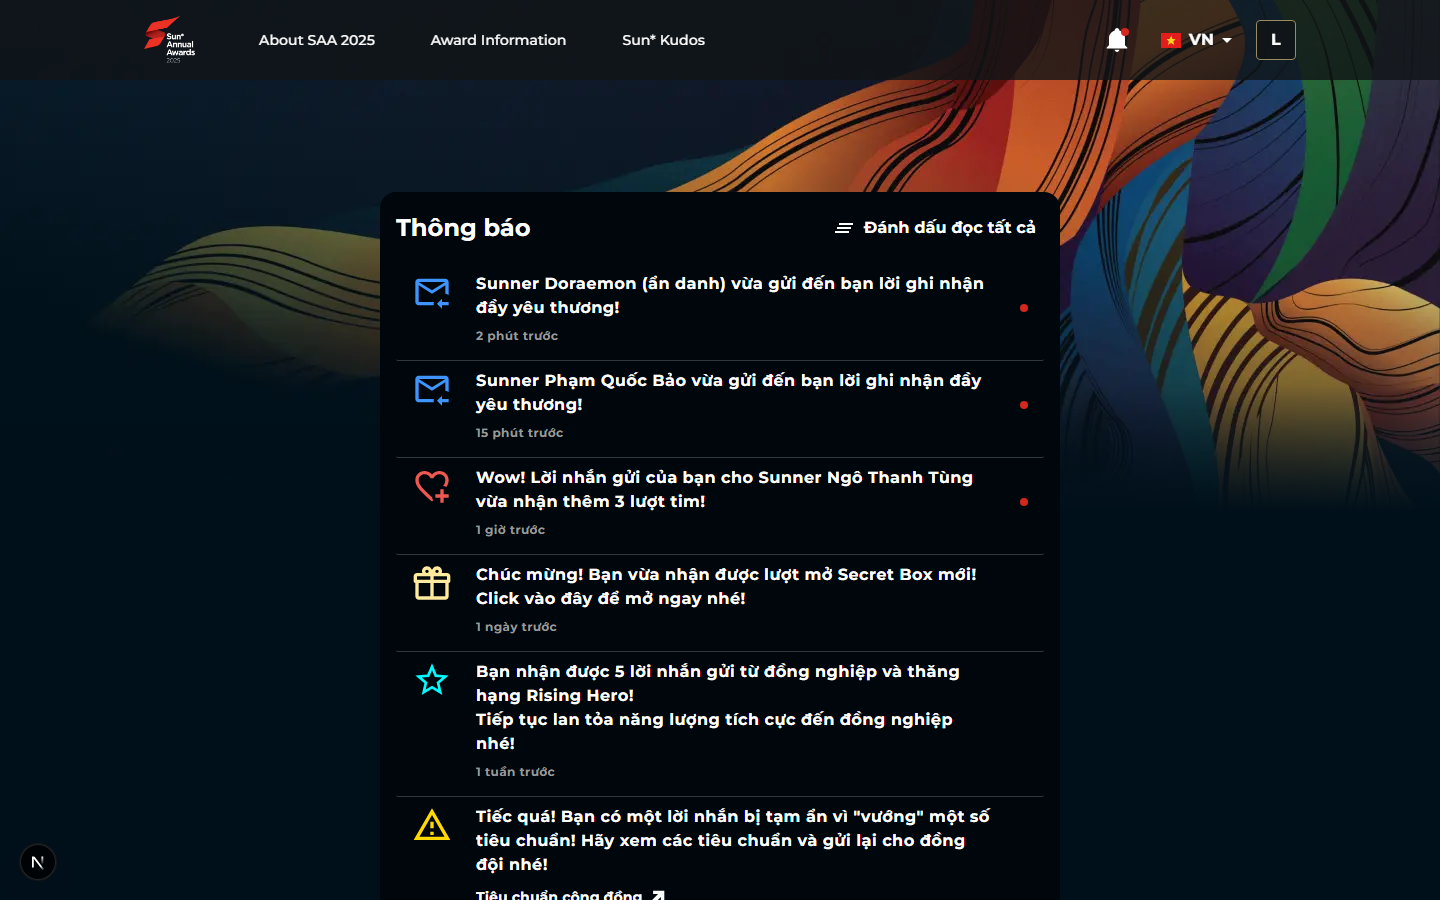 Sun*
Annual
Awards
2025
About SAA 2025
Award Information
Sun* Kudos
VN
L
Thông báo
Đánh dấu đọc tất cả
Sunner Doraemon (ẩn danh) vừa gửi đến bạn lời ghi nhận
đầy yêu thương!
2 phút trước
Sunner Phạm Quốc Bảo vừa gửi đến bạn lời ghi nhận đầy
yêu thương!
15 phút trước
Wow! Lời nhắn gửi của bạn cho Sunner Ngô Thanh Tùng
vừa nhận thêm 3 lượt tim!
1 giờ trước
Chúc mừng! Bạn vừa nhận được lượt mở Secret Box mới!
Click vào đây để mở ngay nhé!
1 ngày trước
Bạn nhận được 5 lời nhắn gửi từ đồng nghiệp và thăng
hạng Rising Hero!
Tiếp tục lan tỏa năng lượng tích cực đến đồng nghiệp
nhé!
1 tuần trước
Tiếc quá! Bạn có một lời nhắn bị tạm ẩn vì "vướng" một số
tiêu chuẩn! Hãy xem các tiêu chuẩn và gửi lại cho đồng
đội nhé!
Tiêu chuẩn cộng đồng
N